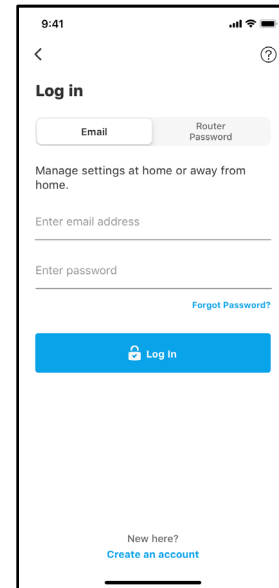 9:41
?
Log in
Email
Router
Password
Manage settings at home or away from
home.
Enter email address
Enter password
Forgot Password?
Log In
New here?
Create an account